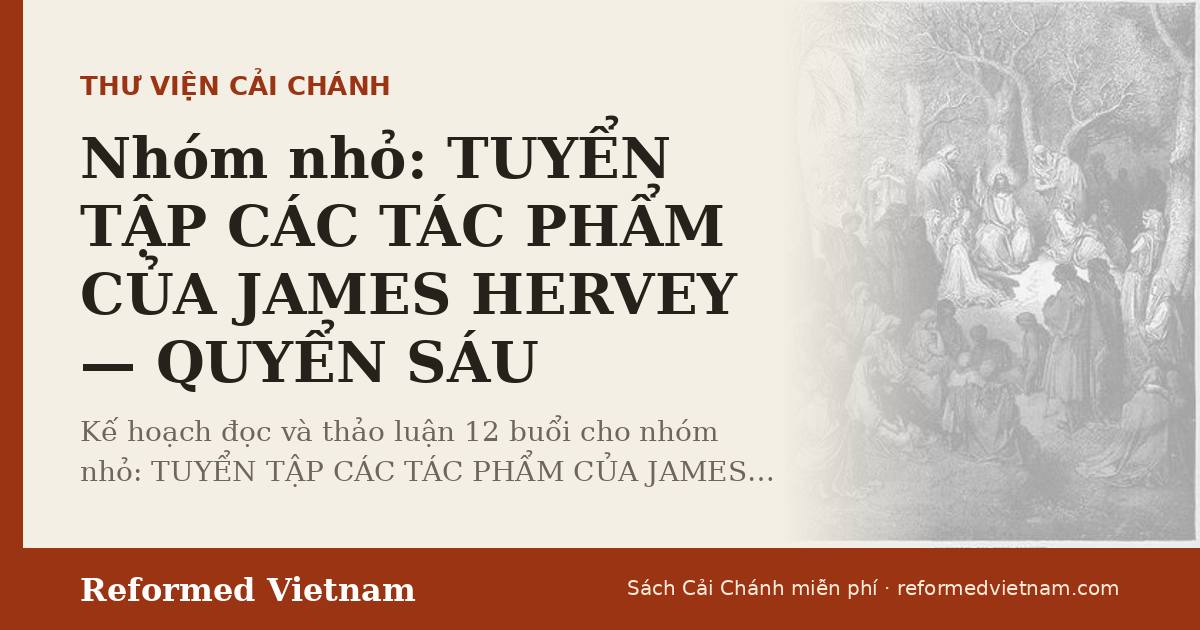 THƯ VIỆN CẢI CHÁNH
Nhóm nhỏ: TUYỂN
TẬP CÁC TÁC PHẨM
CỦA JAMES HERVEY
— QUYỂN SÁU
Kế hoạch đọc và thảo luận 12 buổi cho nhóm
nhỏ: TUYỂN TẬP CÁC TÁC PHẨM CỦA JAMES...
Reformed Vietnam
Sách Cải Chánh miễn phí · reformedvietnam.com